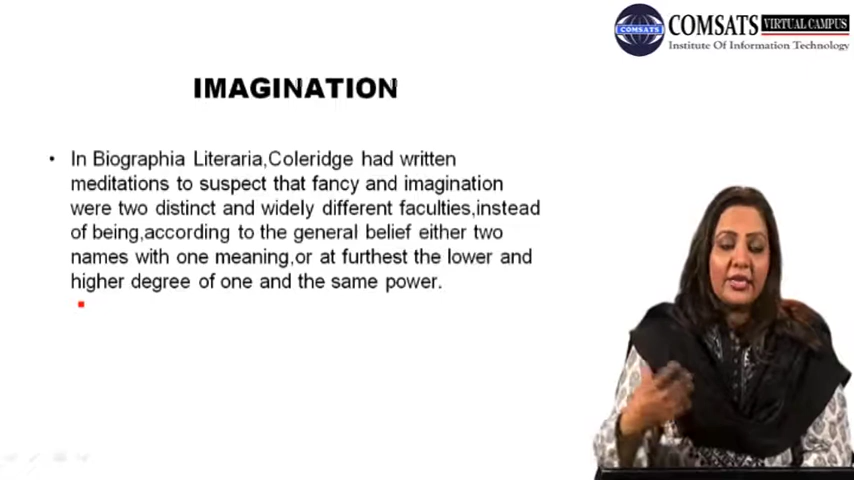 COMSATS
COMSATS VIRTUAL CAMPUS
Institute Of Information Technology
IMAGINATION
• In Biographia Literaria,Coleridge had written
meditations to suspect that fancy and imagination
were two distinct and widely different faculties,instead
of being,according to the general belief either two
names with one meaning,or at furthest the lower and
higher degree of one and the same power.